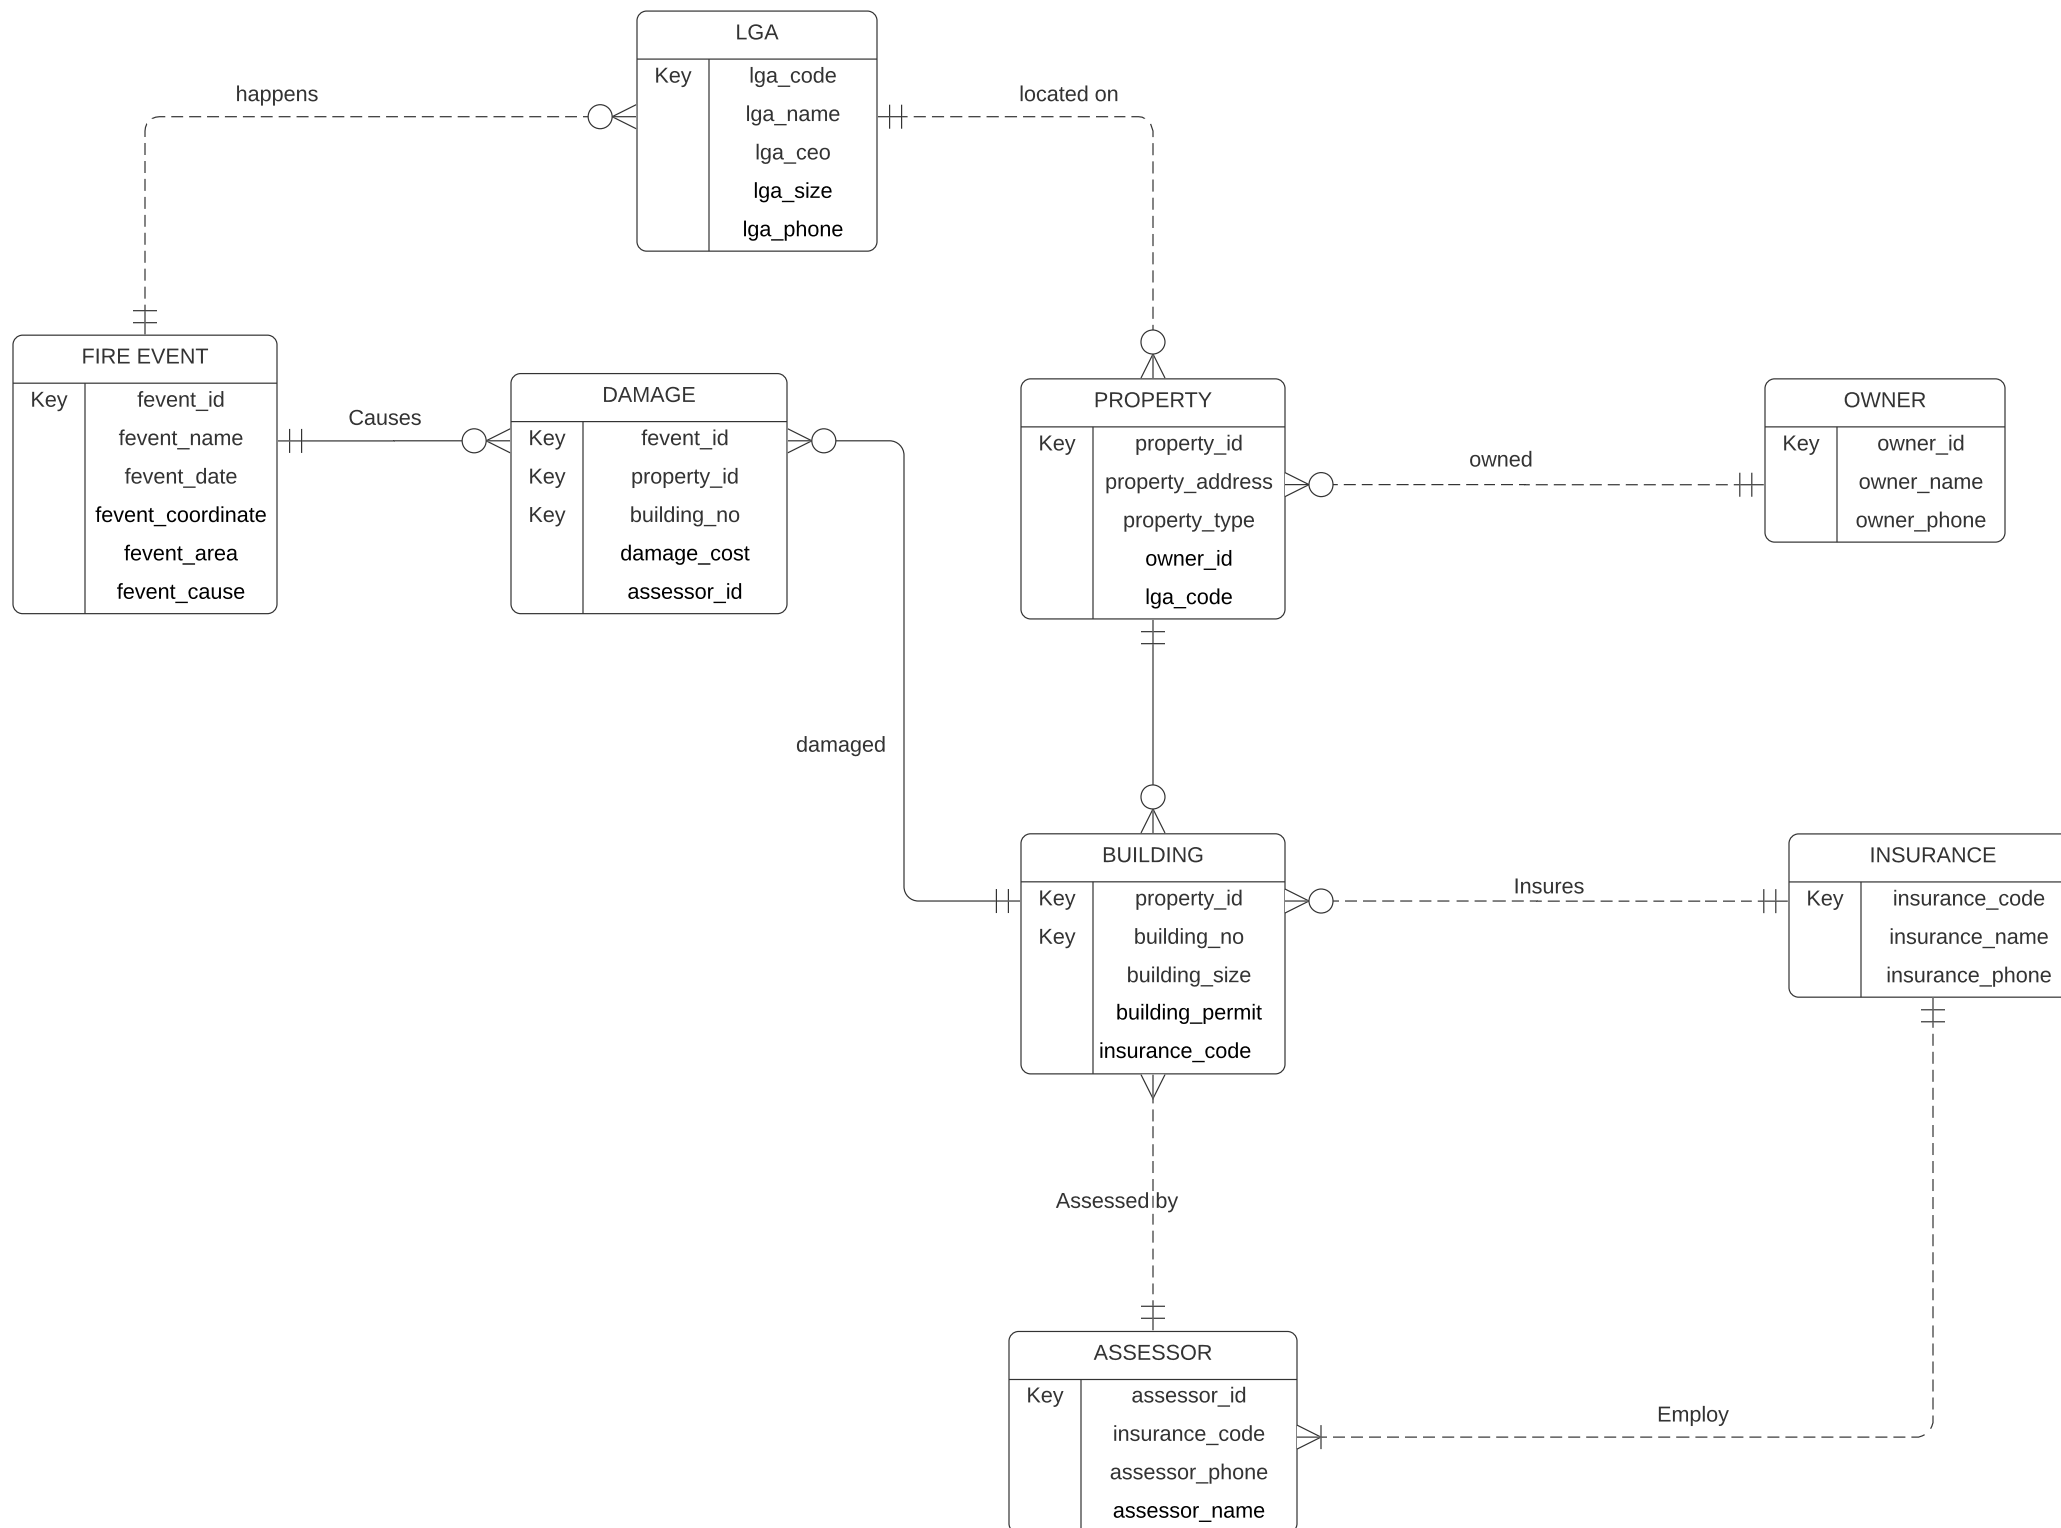 LGA
Key lga_code
lga_name
lga_ceo
lga_size
lga_phone
happens
located on
FIRE EVENT
Key fevent_id
fevent_name
fevent_date
fevent_coordinate
fevent_area
fevent_cause
Causes
DAMAGE
Key fevent_id
Key property_id
Key building_no
damage_cost
assessor_id
PROPERTY
Key property_id
property_address
property_type
owner_id
lga_code
owned
OWNER
Key owner_id
owner_name
owner_phone
damaged
BUILDING
Key property_id
Key building_no
building_size
building_permit
insurance_code
Insures
INSURANCE
Key insurance_code
insurance_name
insurance_phone
Assessed by
ASSESSOR
Key assessor_id
insurance_code
assessor_phone
assessor_name
Employ